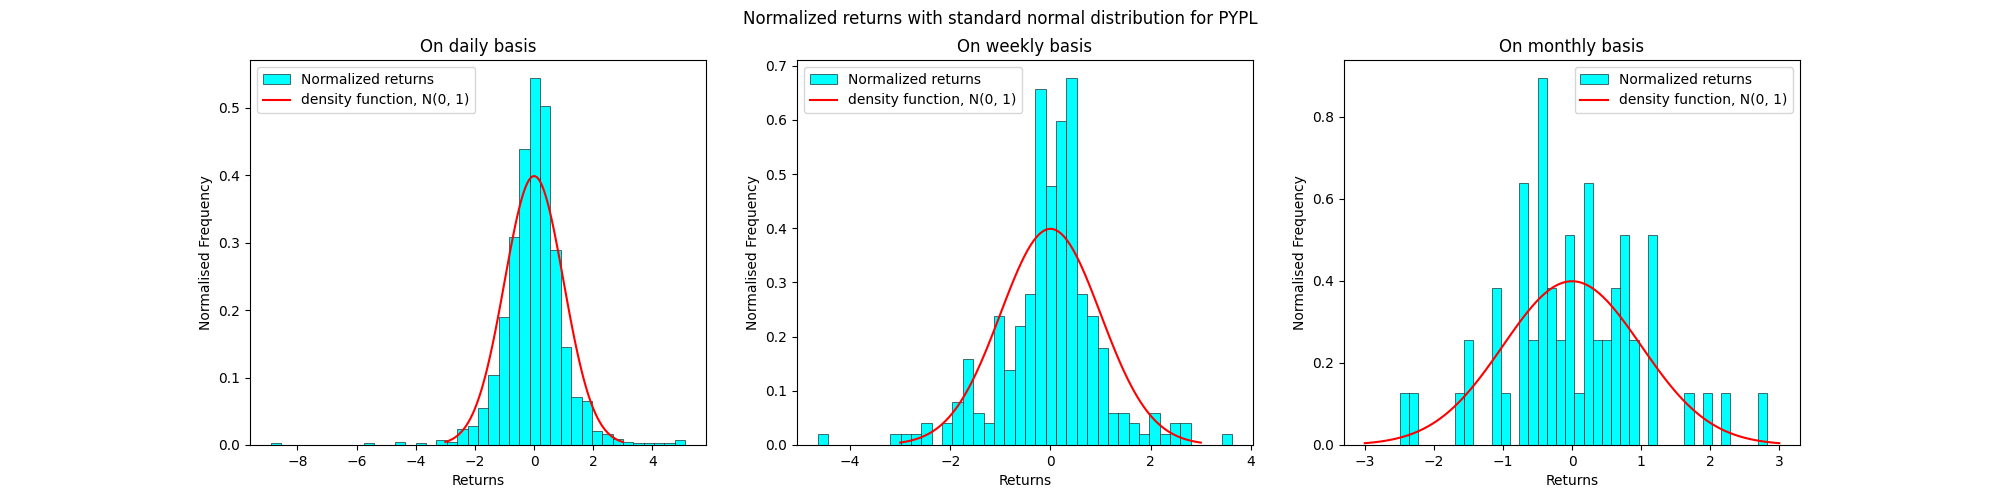 Normalized returns with standard normal distribution for PYPL
On daily basis
Normalized returns
density function, N(0, 1)
Normalised Frequency
0.5
0.4
0.3
0.2
0.1
0.0
−8 −6 −4 −2 0 2 4
Returns
On weekly basis
Normalized returns
density function, N(0, 1)
Normalised Frequency
0.7
0.6
0.5
0.4
0.3
0.2
0.1
0.0
−4 −2 0 2 4
Returns
On monthly basis
Normalized returns
density function, N(0, 1)
Normalised Frequency
0.8
0.6
0.4
0.2
0.0
−3 −2 −1 0 1 2 3
Returns